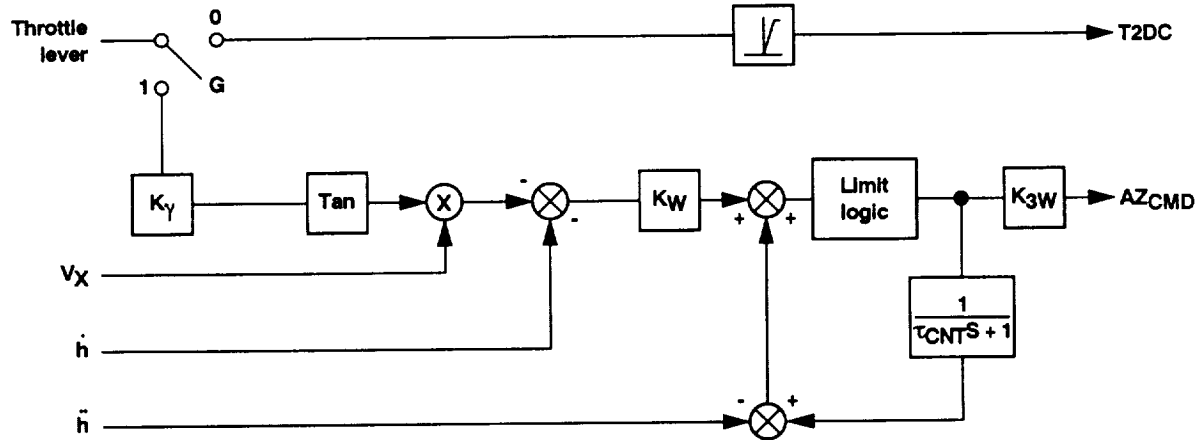 Throttle
lever
0
1
G
T2DC
Kγ
Tan
X
-
-
KW
+
+
Limit
logic
K3W
AZCMD
VX
ḣ
1
τCNTS + 1
ḧ
-
+